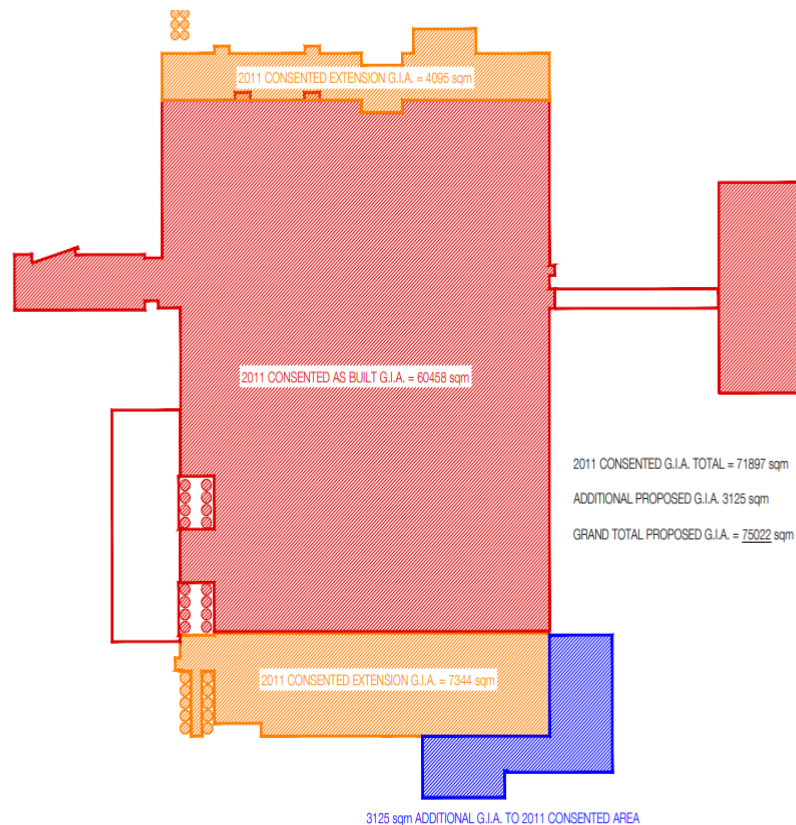 2011 CONSENTED EXTENSION G.I.A. = 4095 sqm
2011 CONSENTED AS BUILT G.I.A. = 60458 sqm
2011 CONSENTED G.I.A. TOTAL = 71897 sqm
ADDITIONAL PROPOSED G.I.A. 3125 sqm
GRAND TOTAL PROPOSED G.I.A. = 75022 sqm
2011 CONSENTED EXTENSION G.I.A. = 7344 sqm
3125 sqm ADDITIONAL G.I.A. TO 2011 CONSENTED AREA